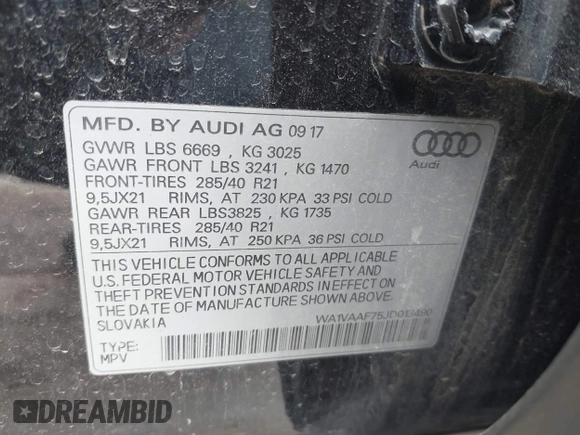 MFD. BY AUDI AG 09 17
GVWR LBS 6669 , KG 3025
GAWR FRONT LBS 3241 , KG 1470
FRONT-TIRES 285/40 R21
9,5JX21 RIMS, AT 230 KPA 33 PSI COLD
GAWR REAR LBS3825 , KG 1735
REAR-TIRES 285/40 R21
9,5JX21 RIMS, AT 250 KPA 36 PSI COLD
Audi
THIS VEHICLE CONFORMS TO ALL APPLICABLE
U.S. FEDERAL MOTOR VEHICLE SAFETY AND
THEFT PREVENTION STANDARDS IN EFFECT ON
THE DATE OF MANUFACTURE SHOWN ABOVE.
SLOVAKIA
WA1VAAF75JD013490
TYPE:
MPV
DREAMBID